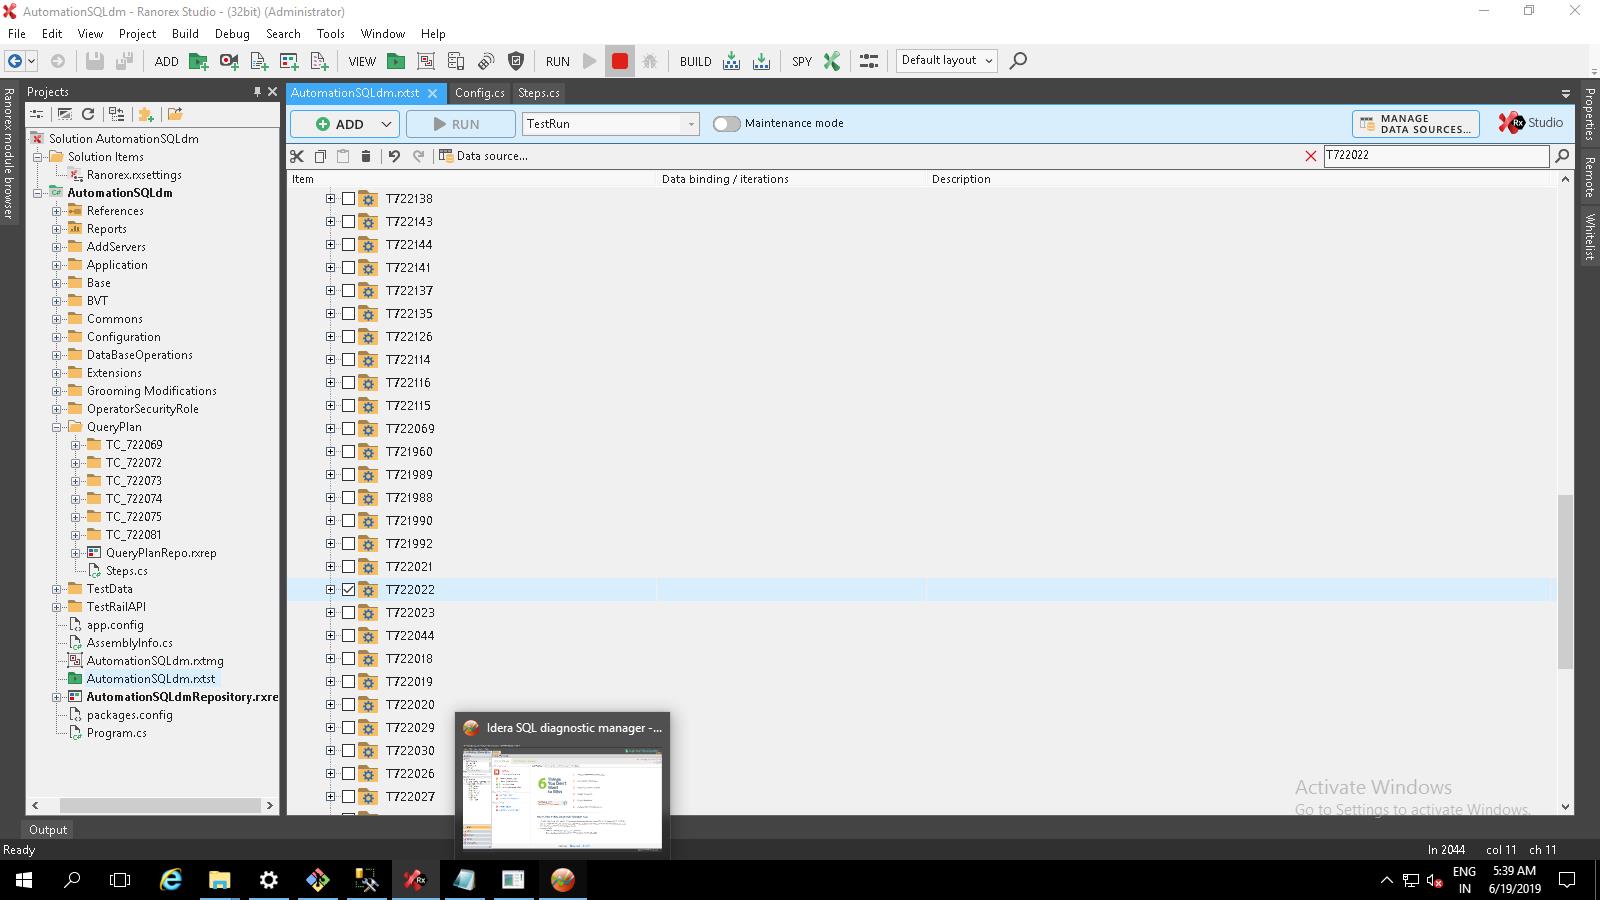 AutomationSQLdm - Ranorex Studio - (32bit) (Administrator)
File Edit View Project Build Debug Search Tools Window Help
ADD VIEW RUN BUILD SPY Default layout
Ranorex module browser
Projects
Solution AutomationSQLdm
Solution Items
Ranorex.rxsettings
AutomationSQLdm
References
Reports
AddServers
Application
Base
BVT
Commons
Configuration
DataBaseOperations
Extensions
Grooming Modifications
OperatorSecurityRole
QueryPlan
TC_722069
TC_722072
TC_722073
TC_722074
TC_722075
TC_722081
QueryPlanRepo.rxrep
Steps.cs
TestData
TestRailAPI
app.config
AssemblyInfo.cs
AutomationSQLdm.rxtmg
AutomationSQLdm.rxtst
AutomationSQLdmRepository.rxre
packages.config
Program.cs
AutomationSQLdm.rxtst Config.cs Steps.cs
ADD RUN TestRun Maintenance mode MANAGE DATA SOURCES... Rx Studio
Data source... T722022
Item Data binding / iterations Description
T722138
T722143
T722144
T722141
T722137
T722135
T722126
T722114
T722116
T722115
T722069
T721960
T721989
T721988
T721990
T721992
T722021
T722022
T722023
T722044
T722018
T722019
T722020
T722029
T722030
T722026
T722027
Properties
Remote
Whitelist
Idera SQL diagnostic manager -...
Activate Windows
Go to Settings to activate Windows.
Output
Ready ln 2044 col 11 ch 11
ENG
IN
5:39 AM
6/19/2019